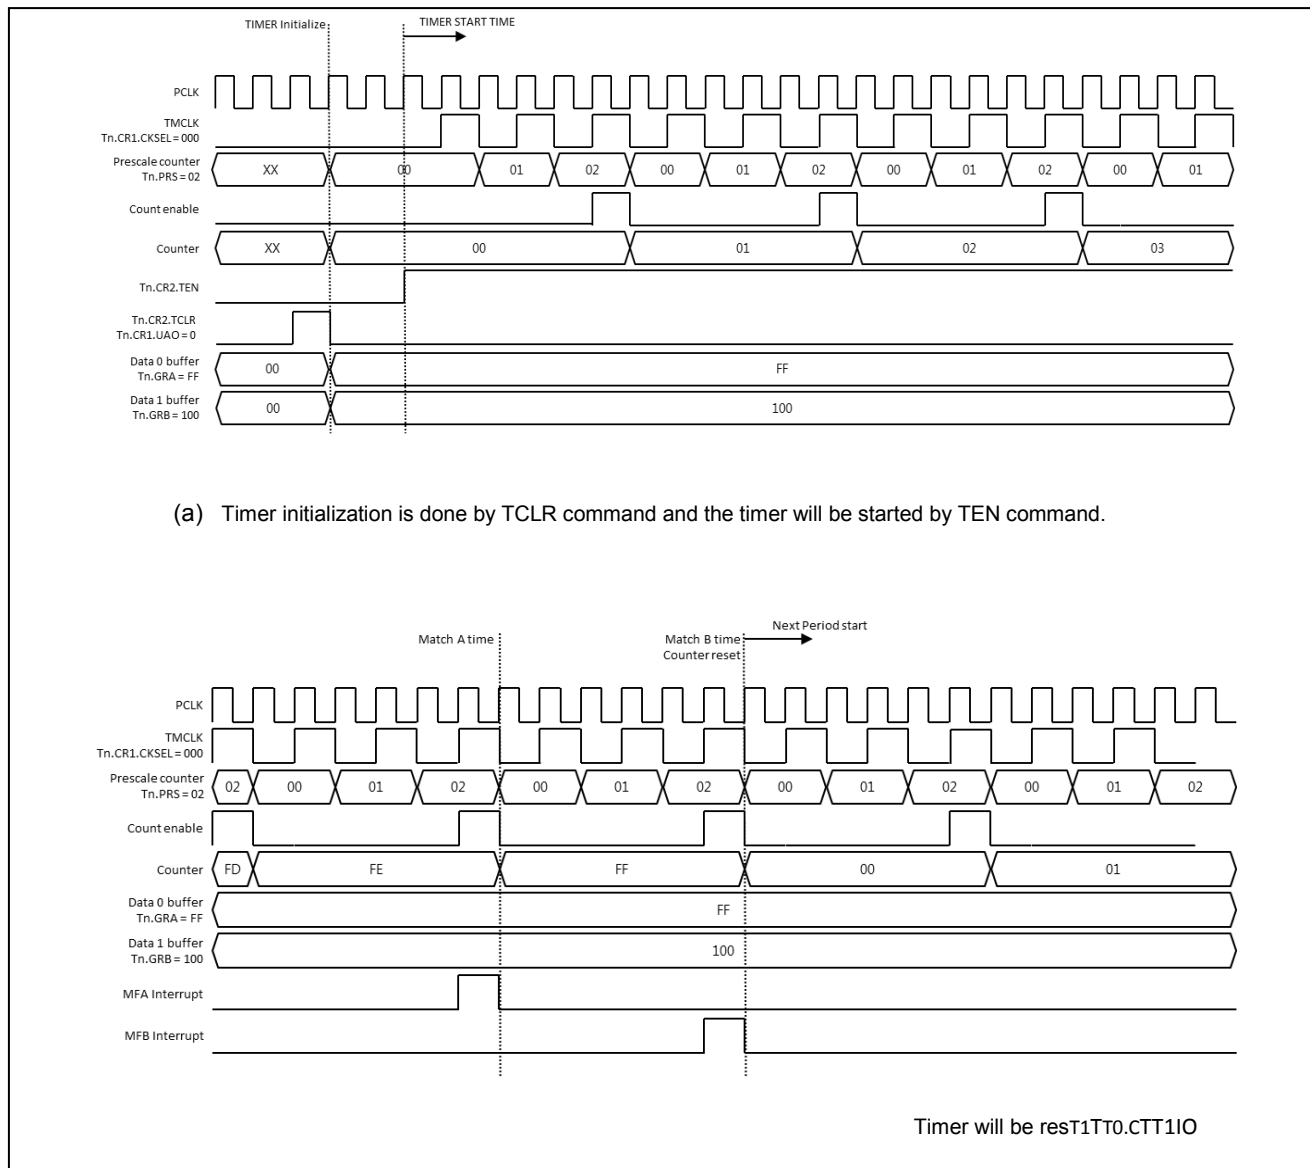 TIMER Initialize
TIMER START TIME
PCLK
TMCLK
Tn.CR1.CKSEL = 000
Prescale counter
Tn.PRS = 02
XX 00 01 02 00 01 02 00 01 02 00 01
Count enable
Counter
XX 00 01 02 03
Tn.CR2.TEN
Tn.CR2.TCLR
Tn.CR1.UAO = 0
Data 0 buffer
Tn.GRA = FF
00 FF
Data 1 buffer
Tn.GRB = 100
00 100
(a) Timer initialization is done by TCLR command and the timer will be started by TEN command.
Match A time
Match B time
Counter reset
Next Period start
PCLK
TMCLK
Tn.CR1.CKSEL = 000
Prescale counter
Tn.PRS = 02
02 00 01 02 00 01 02 00 01 02 00 01 02
Count enable
Counter
FD FE FF 00 01
Data 0 buffer
Tn.GRA = FF
FF
Data 1 buffer
Tn.GRB = 100
100
MFA Interrupt
MFB Interrupt
Timer will be resT1TT0.CTT1IO